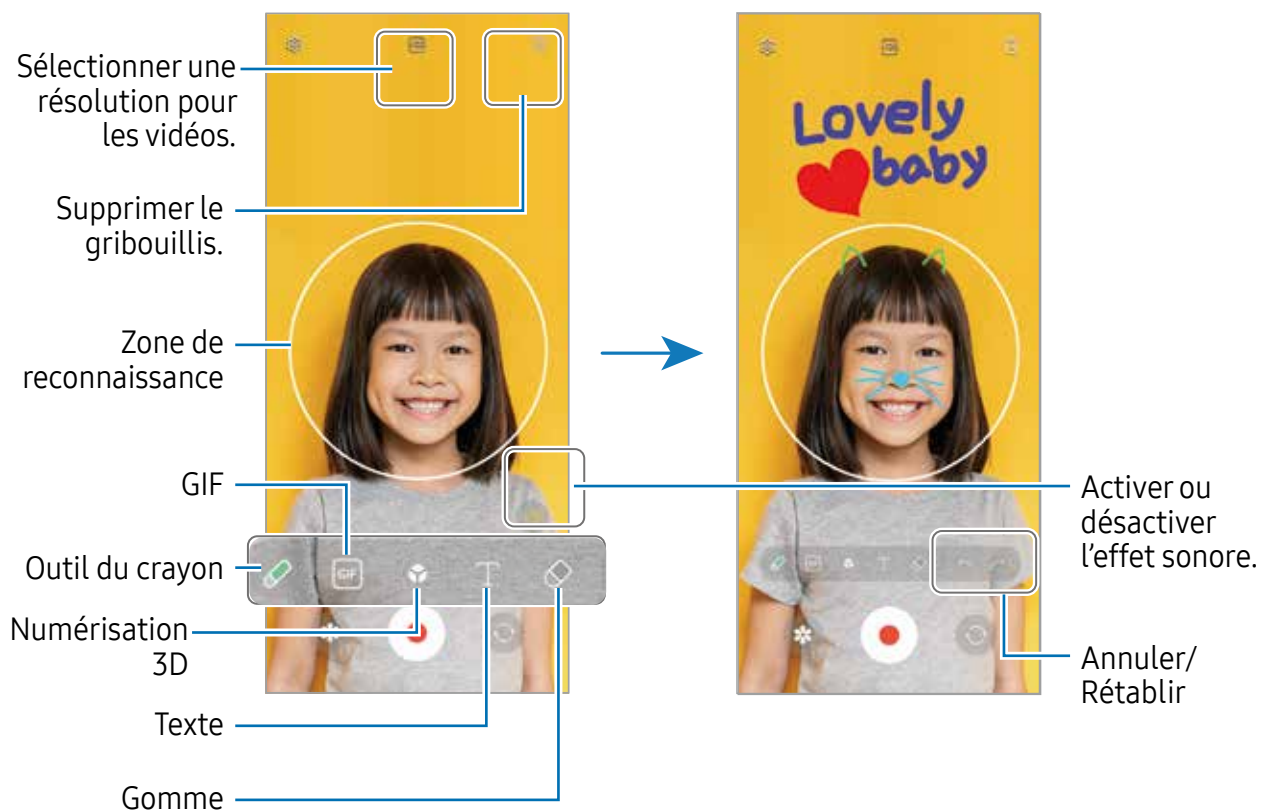 Sélectionner une
résolution pour
les vidéos.
Supprimer le
gribouillis.
Zone de
reconnaissance
GIF
Outil du crayon
Numérisation
3D
Texte
Gomme
GIF
T
Lovely
baby
Activer ou
désactiver
l'effet sonore.
Annuler/
Rétablir